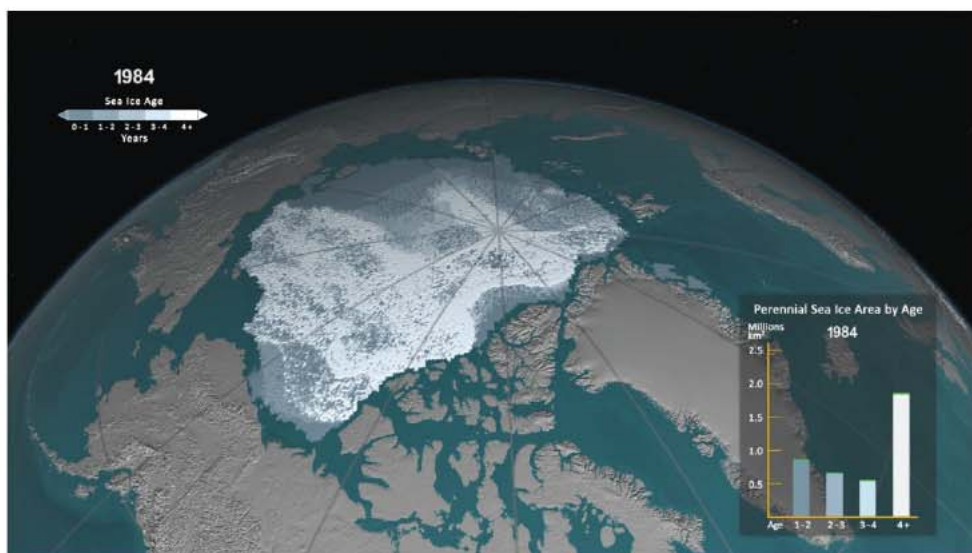 1984
Sea Ice Age
0-1 1-2 2-3 3-4 4+
Years
Perennial Sea Ice Area by Age
Millions
km²
1984
2.5
2.0
1.5
1.0
0.5
Age 1-2 2-3 3-4 4+